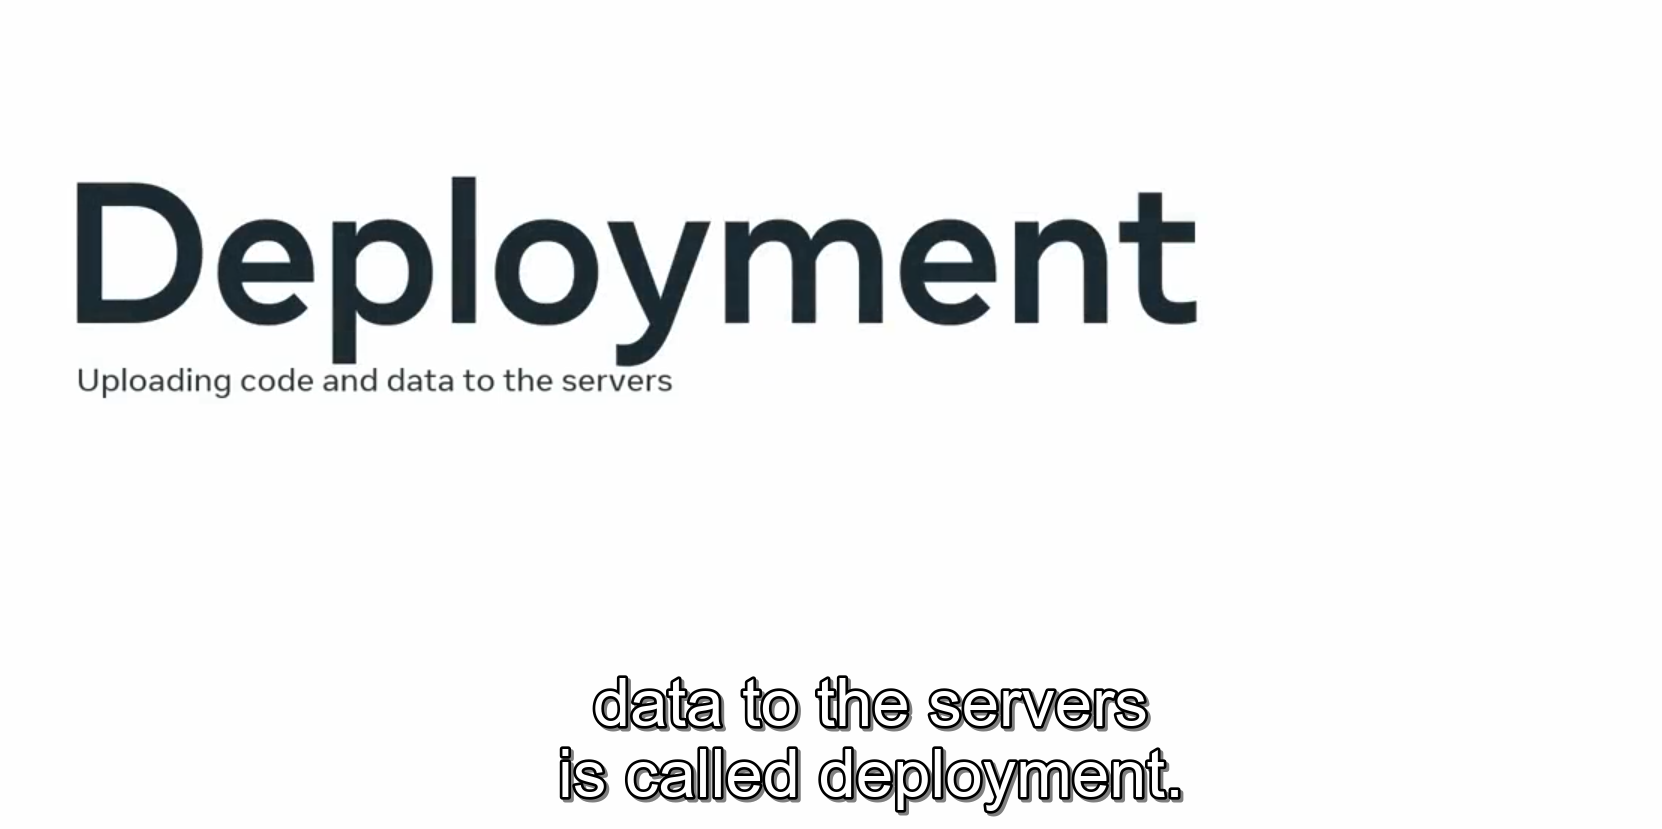 Deployment
Uploading code and data to the servers
data to the servers
is called deployment.